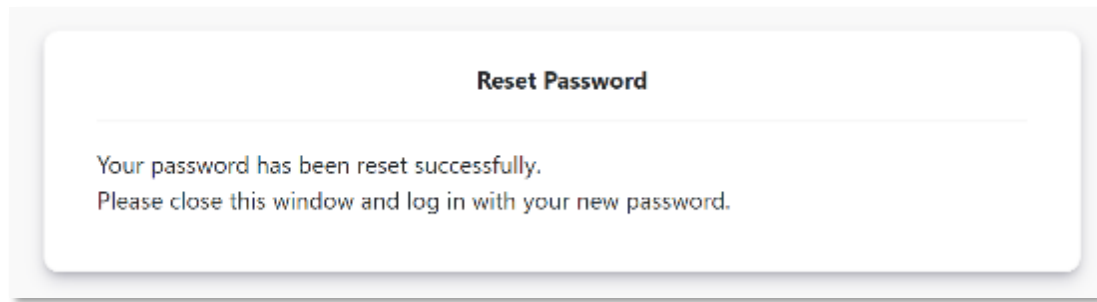 Reset Password
Your password has been reset successfully.
Please close this window and log in with your new password.